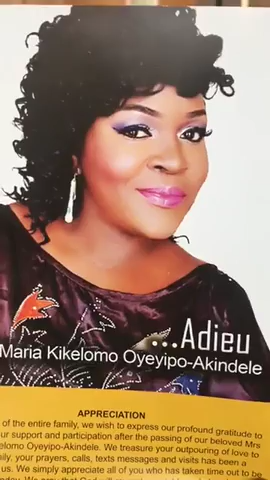 ...Adieu
Maria Kikelomo Oyeyipo-Akindele
APPRECIATION
of the entire family, we wish to express our profound gratitude to
ur support and participation after the passing of our beloved Mrs
elomo Oyeyipo-Akindele. We treasure your outpouring of love to
ily, your prayers, calls, texts messages and visits has been a
us. We simply appreciate all of you who has taken time out to be